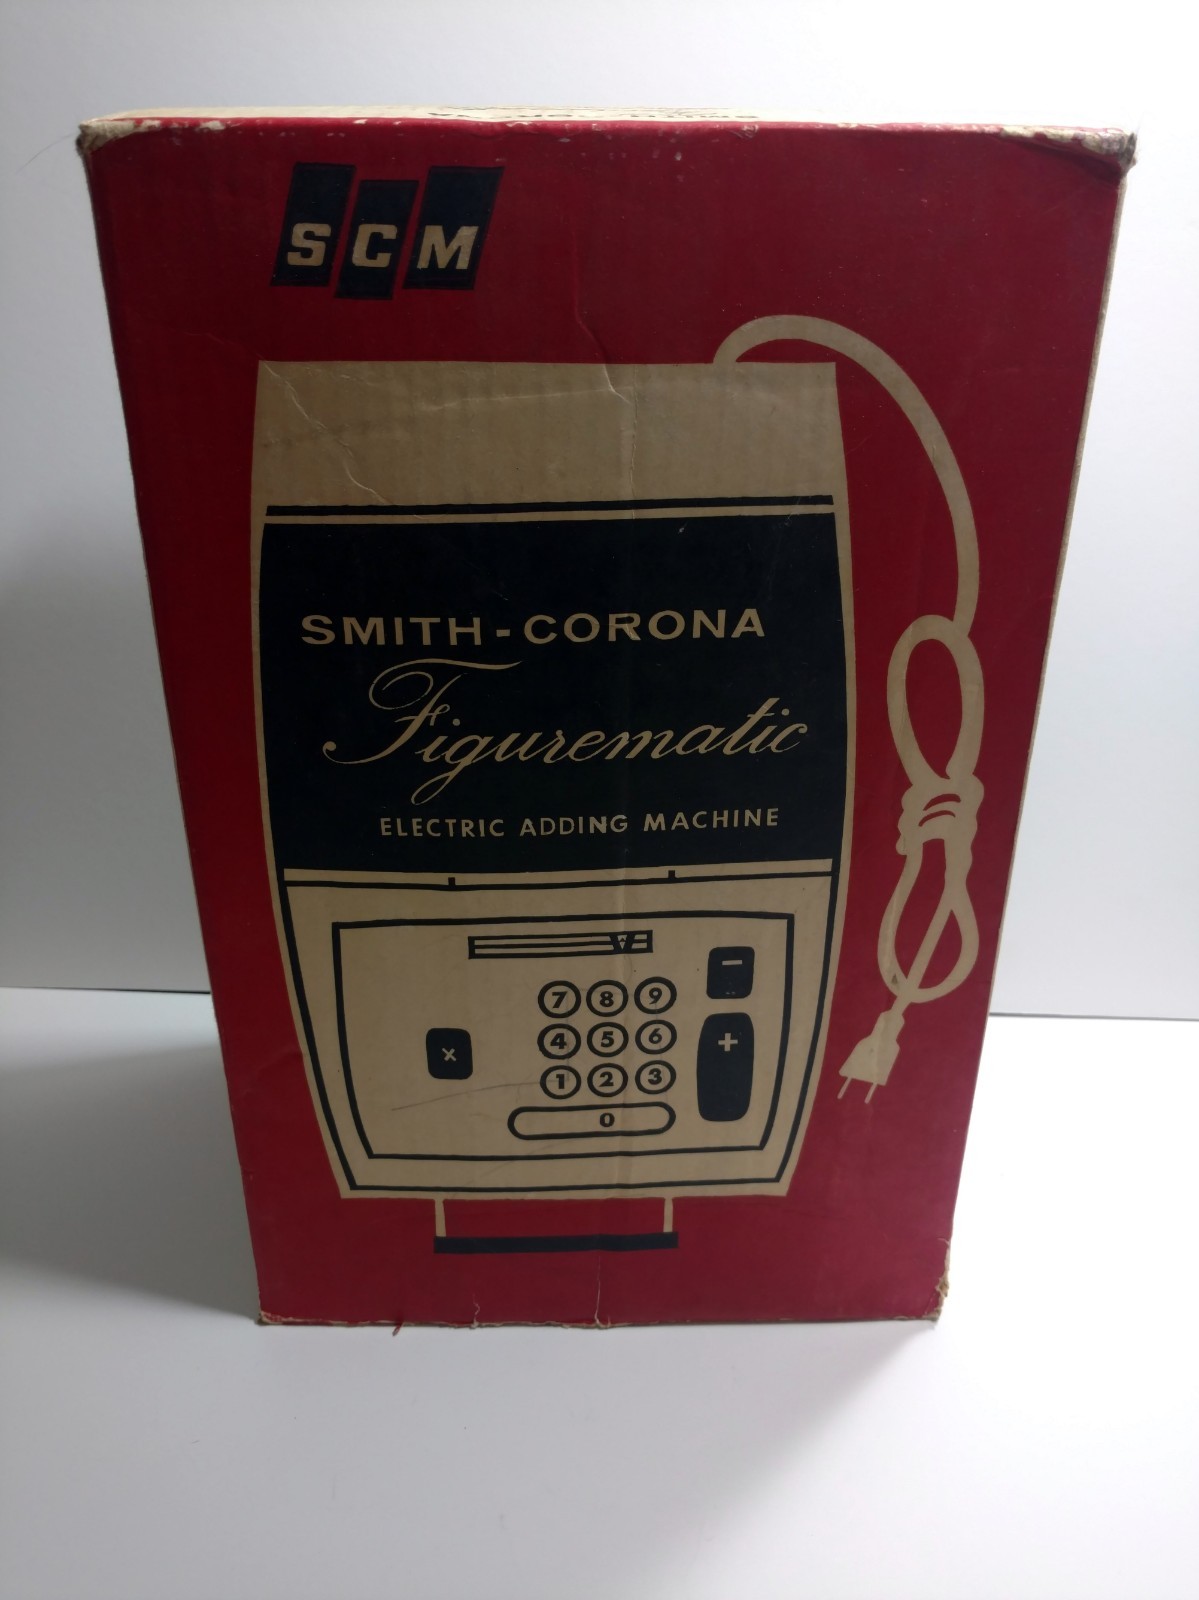 SCM
SMITH-CORONA
Figurematic
ELECTRIC ADDING MACHINE
−
7 8 9
+
× 4 5 6
1 2 3
0